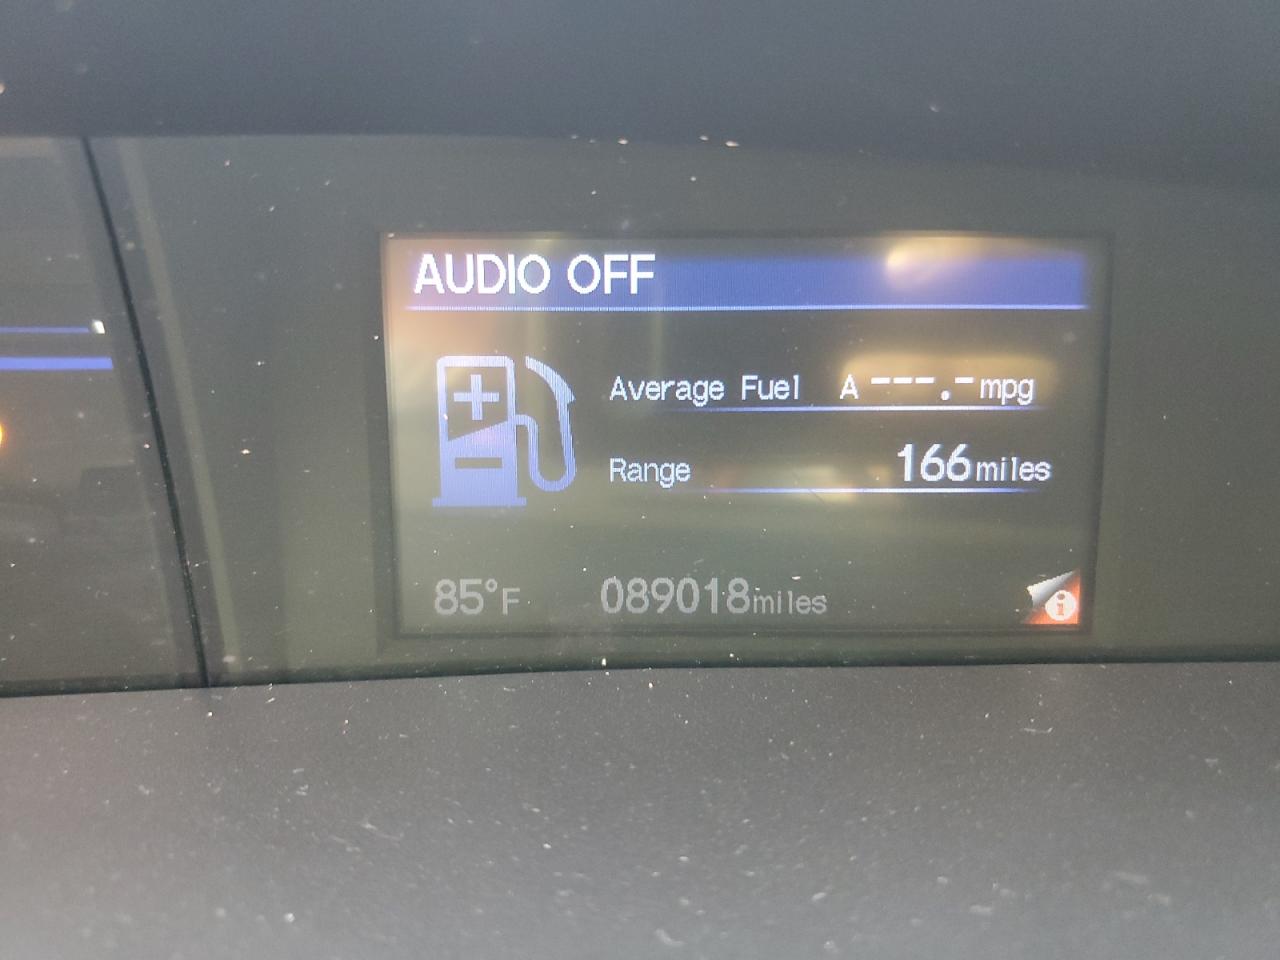 AUDIO OFF
Average Fuel A ---.- mpg
Range 166 miles
85°F 089018 miles